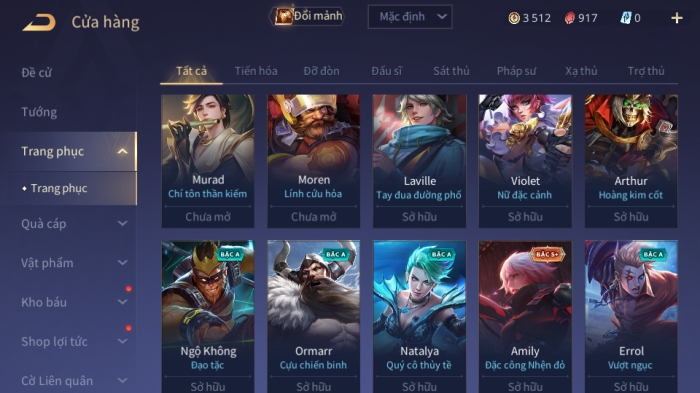 Cửa hàng
Đổi mảnh
Mặc định
3 512
917
0
Đề cử
Tướng
Trang phục
Trang phục
Quà cáp
Vật phẩm
Kho báu
Shop lợi tức
Cờ Liên quân
Tất cả Tiến hóa Đỡ đòn Đấu sĩ Sát thủ Pháp sư Xạ thủ Trợ thủ
Murad
Chí tôn thần kiếm
Chưa mở
Moren
Lính cứu hỏa
Chưa mở
Laville
Tay đua đường phố
Sở hữu
Violet
Nữ đặc cảnh
Sở hữu
Arthur
Hoàng kim cốt
Sở hữu
BẬC A
Ngộ Không
Đạo tặc
Sở hữu
BẬC A
Ormarr
Cựu chiến binh
Sở hữu
BẬC A
Natalya
Quý cô thủy tề
Sở hữu
BẬC S+
Amily
Đặc công Nhện đỏ
Sở hữu
BẬC A
Errol
Vượt ngục
Sở hữu